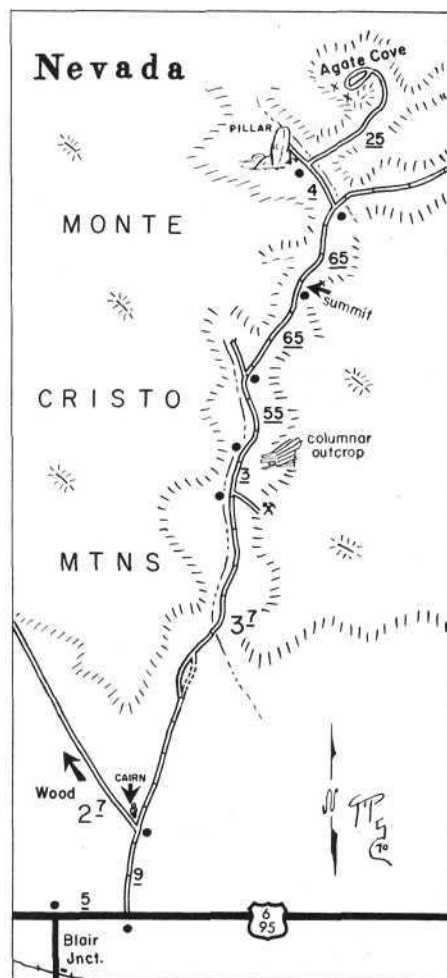 Nevada
Agate Cove
PILLAR
25
4
MONTE
65
summit
65
CRISTO
55
columnar
outcrop
3
MTNS
3 7
CAIRN
Wood
2 7
N
9
5
6
95
Blair
Jnct.